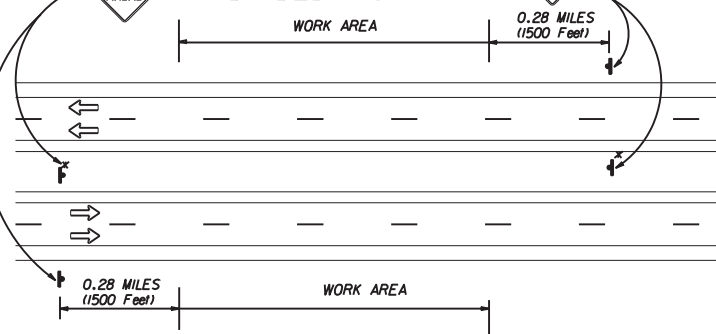 WORK AREA
0.28 MILES
(1500 Feet)
x
x
0.28 MILES
(1500 Feet)
WORK AREA